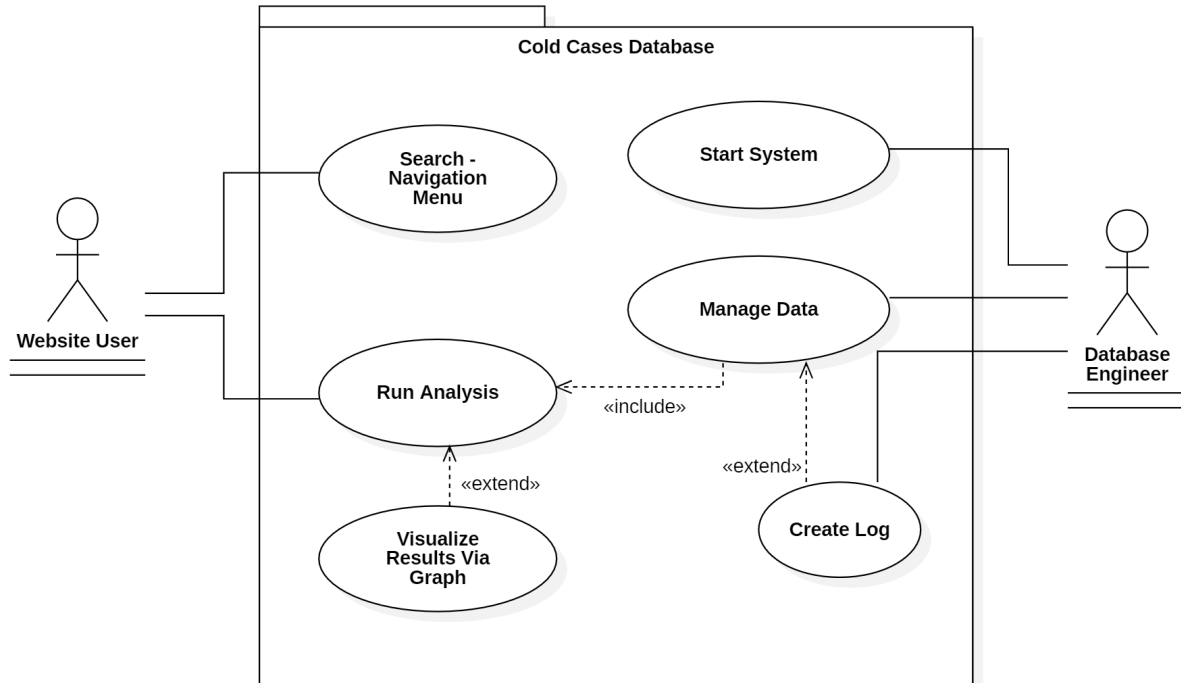 Cold Cases Database
Search -
Navigation
Menu
Start System
Website User
Manage Data
Database
Engineer
Run Analysis
«include»
«extend»
«extend»
Visualize
Results Via
Graph
Create Log